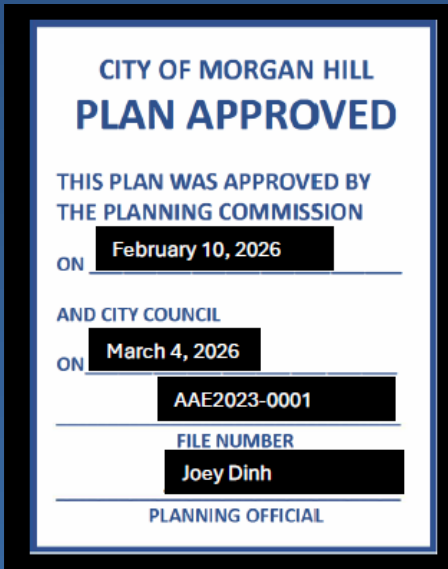 CITY OF MORGAN HILL
PLAN APPROVED
THIS PLAN WAS APPROVED BY
THE PLANNING COMMISSION
ON February 10, 2026
AND CITY COUNCIL
ON March 4, 2026
AAE2023-0001
FILE NUMBER
Joey Dinh
PLANNING OFFICIAL